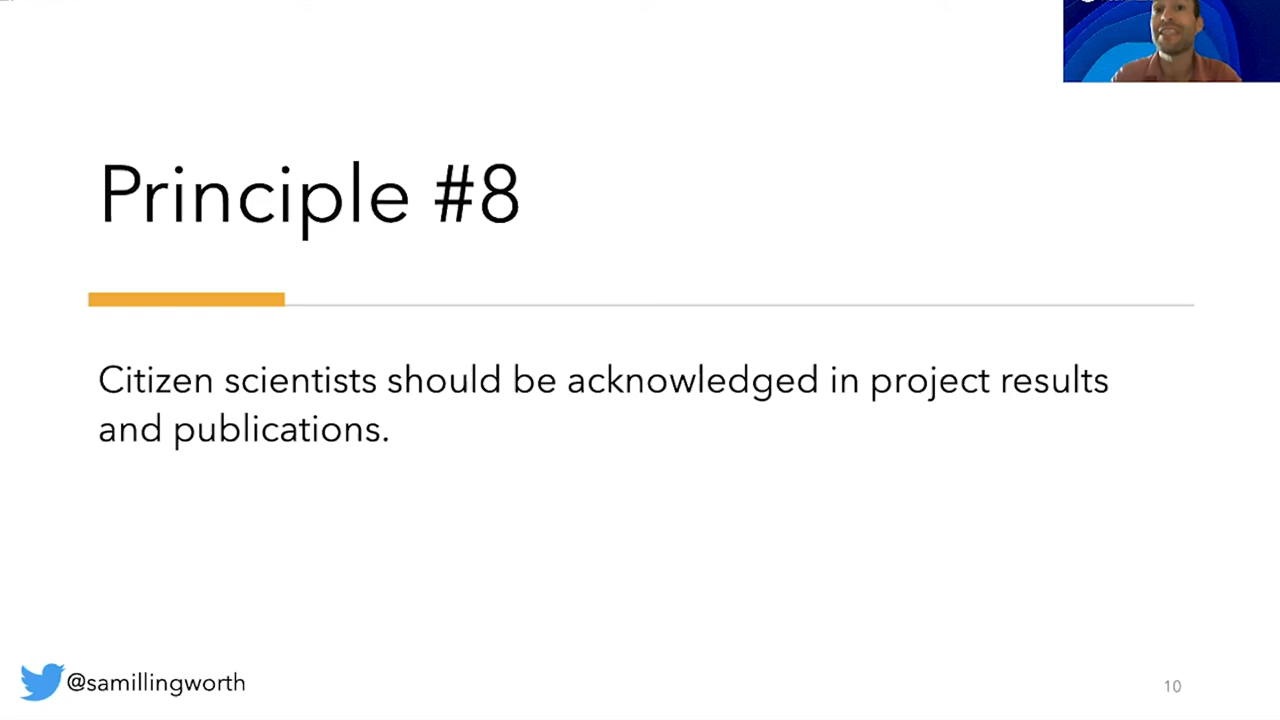 Principle #8
Citizen scientists should be acknowledged in project results
and publications.
@samillingworth
10